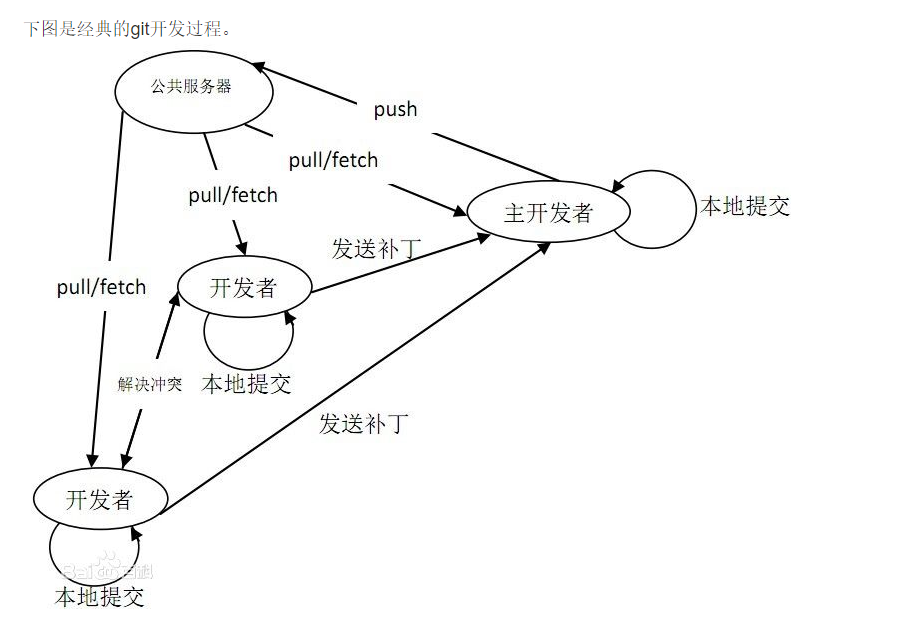 下图是经典的git开发过程。
公共服务器
push
pull/fetch
pull/fetch
主开发者
本地提交
发送补丁
pull/fetch
开发者
解决冲突
本地提交
发送补丁
开发者
Baidu百科
本地提交